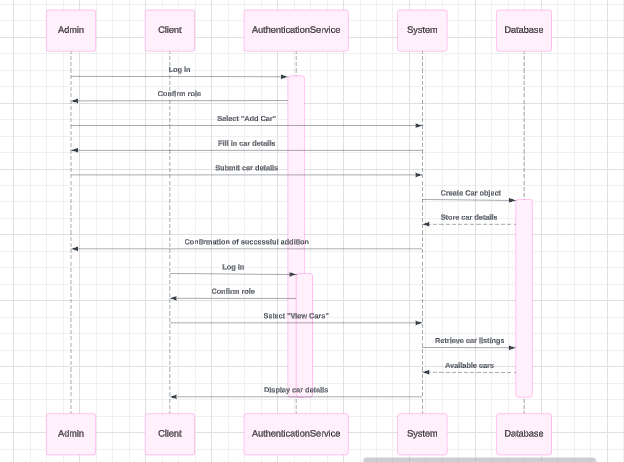 Admin
Client
AuthenticationService
System
Database
Log in
Confirm role
Select "Add Car"
Fill in car details
Submit car details
Create Car object
Store car details
Confirmation of successful addition
Log in
Confirm role
Select "View Cars"
Retrieve car listings
Available cars
Display car details
Admin
Client
AuthenticationService
System
Database